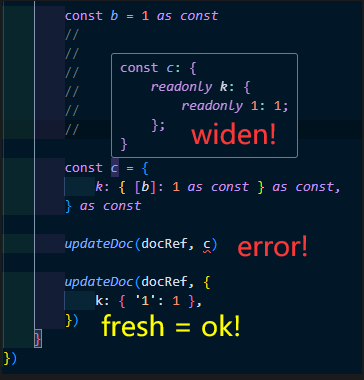 const b = 1 as const
//
//
//
//
//
//
const c: {
readonly k: {
readonly 1: 1;
};
}
widen!
const c = {
k: { [b]: 1 as const } as const,
} as const
updateDoc(docRef, c)
error!
updateDoc(docRef, {
k: { '1': 1 },
})
fresh = ok!
}
})